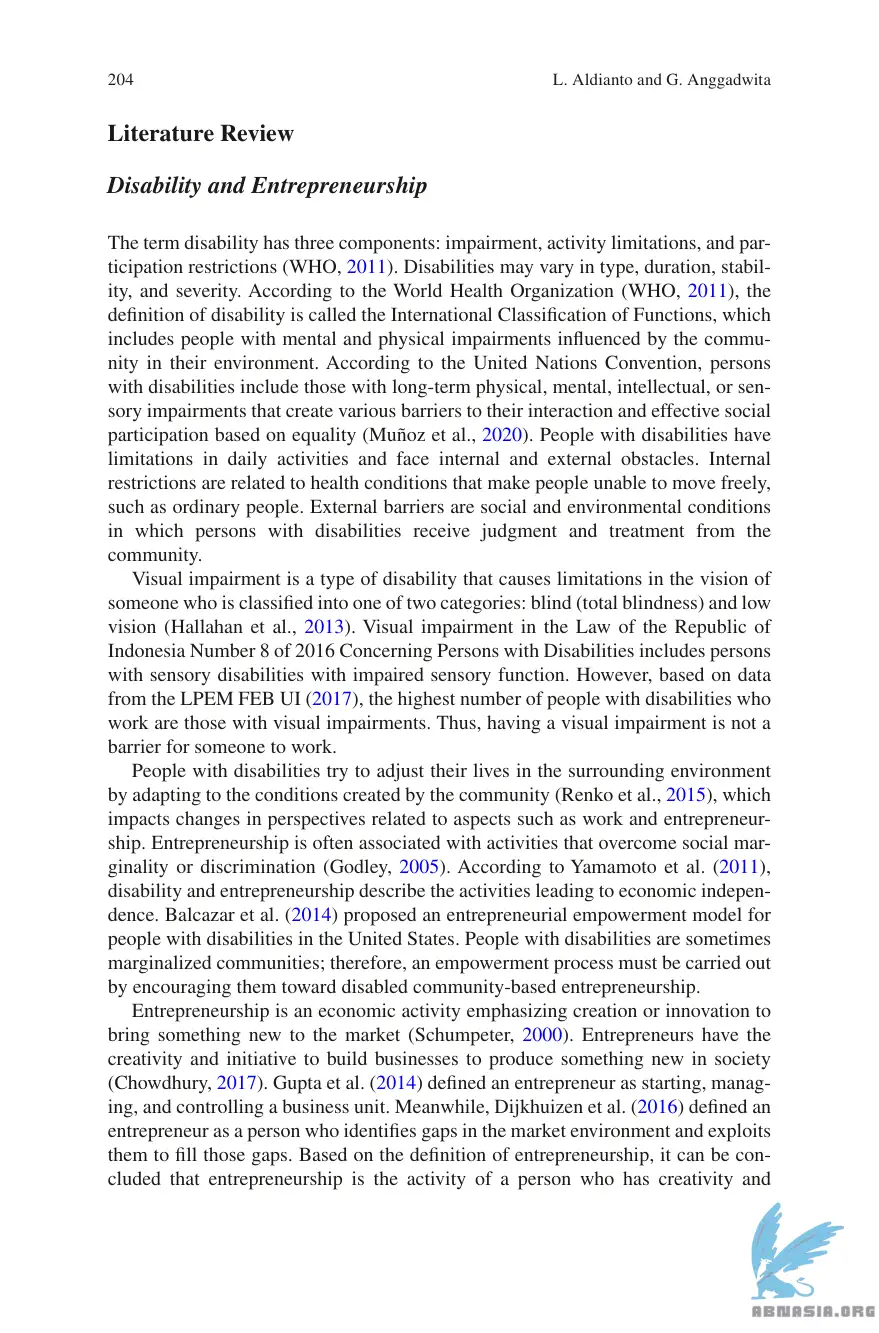 204
L. Aldianto and G. Anggadwita
Literature Review
Disability and Entrepreneurship
The term disability has three components: impairment, activity limitations, and par-
ticipation restrictions (WHO, 2011). Disabilities may vary in type, duration, stabil-
ity, and severity. According to the World Health Organization (WHO, 2011), the
definition of disability is called the International Classification of Functions, which
includes people with mental and physical impairments influenced by the commu-
nity in their environment. According to the United Nations Convention, persons
with disabilities include those with long-term physical, mental, intellectual, or sen-
sory impairments that create various barriers to their interaction and effective social
participation based on equality (Muñoz et al., 2020). People with disabilities have
limitations in daily activities and face internal and external obstacles. Internal
restrictions are related to health conditions that make people unable to move freely,
such as ordinary people. External barriers are social and environmental conditions
in which persons with disabilities receive judgment and treatment from the
community.
Visual impairment is a type of disability that causes limitations in the vision of
someone who is classified into one of two categories: blind (total blindness) and low
vision (Hallahan et al., 2013). Visual impairment in the Law of the Republic of
Indonesia Number 8 of 2016 Concerning Persons with Disabilities includes persons
with sensory disabilities with impaired sensory function. However, based on data
from the LPEM FEB UI (2017), the highest number of people with disabilities who
work are those with visual impairments. Thus, having a visual impairment is not a
barrier for someone to work.
People with disabilities try to adjust their lives in the surrounding environment
by adapting to the conditions created by the community (Renko et al., 2015), which
impacts changes in perspectives related to aspects such as work and entrepreneur-
ship. Entrepreneurship is often associated with activities that overcome social mar-
ginality or discrimination (Godley, 2005). According to Yamamoto et al. (2011),
disability and entrepreneurship describe the activities leading to economic indepen-
dence. Balcazar et al. (2014) proposed an entrepreneurial empowerment model for
people with disabilities in the United States. People with disabilities are sometimes
marginalized communities; therefore, an empowerment process must be carried out
by encouraging them toward disabled community-based entrepreneurship.
Entrepreneurship is an economic activity emphasizing creation or innovation to
bring something new to the market (Schumpeter, 2000). Entrepreneurs have the
creativity and initiative to build businesses to produce something new in society
(Chowdhury, 2017). Gupta et al. (2014) defined an entrepreneur as starting, manag-
ing, and controlling a business unit. Meanwhile, Dijkhuizen et al. (2016) defined an
entrepreneur as a person who identifies gaps in the market environment and exploits
them to fill those gaps. Based on the definition of entrepreneurship, it can be con-
cluded that entrepreneurship is the activity of a person who has creativity and
ABNASIA.ORG